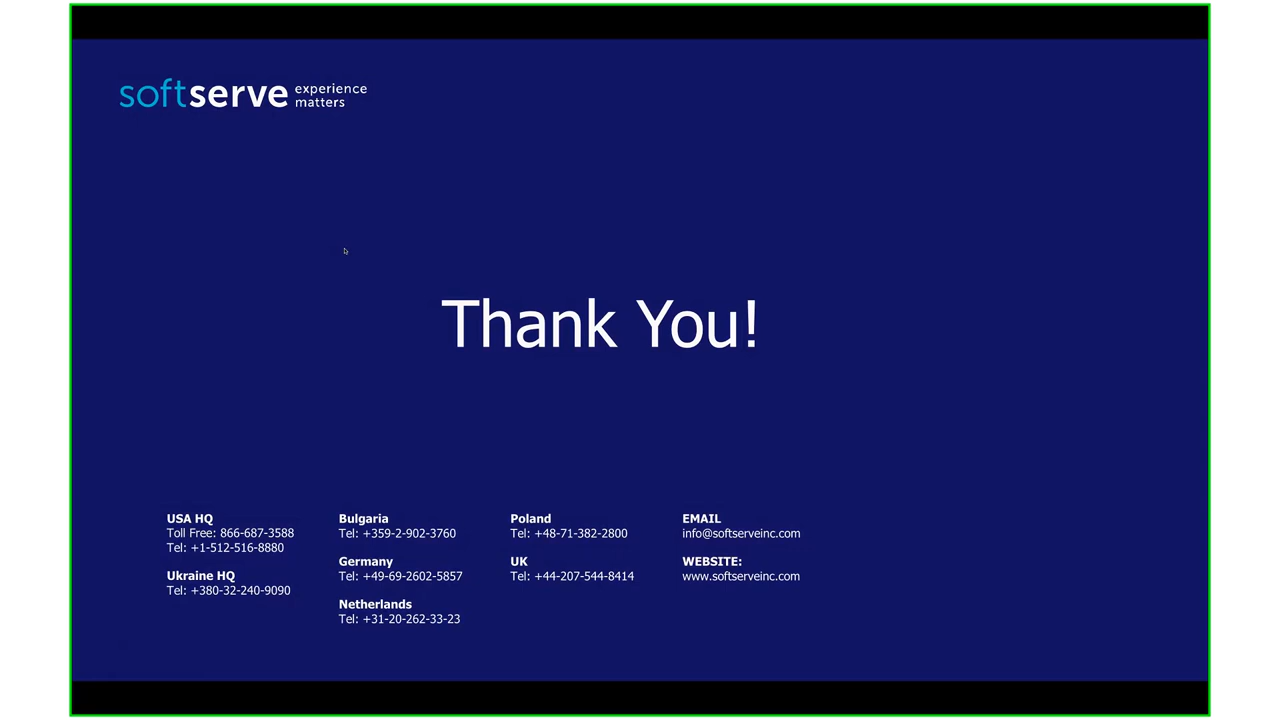 softserve experience
matters
Thank You!
USA HQ
Toll Free: 866-687-3588
Tel: +1-512-516-8880
Ukraine HQ
Tel: +380-32-240-9090
Bulgaria
Tel: +359-2-902-3760
Germany
Tel: +49-69-2602-5857
Netherlands
Tel: +31-20-262-33-23
Poland
Tel: +48-71-382-2800
UK
Tel: +44-207-544-8414
EMAIL
info@softserveinc.com
WEBSITE:
www.softserveinc.com